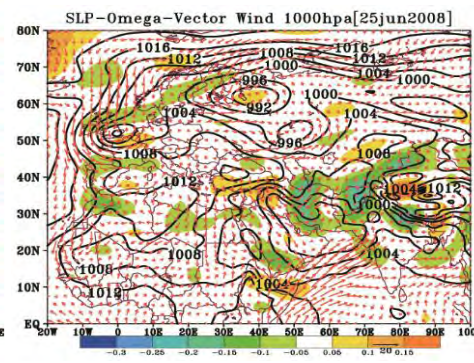 SLP-Omega-Vector Wind 1000hpa[25jun2008]
80N
1016 1008 1016
1012 1000 1012
70N
1004 1000
996
60N
992 1000
1004 1004
50N
996
1008 1008
40N
1012 1004 1012
30N
1000
20N
1008 1008 1004
10N
1004
1012
EQ
20W 10W 0 10E 20E 30E 40E 50E 60E 70E 80E 90E 100
-0.3 -0.25 -0.2 -0.15 -0.1 -0.05 0.05 0.1 0.15
20